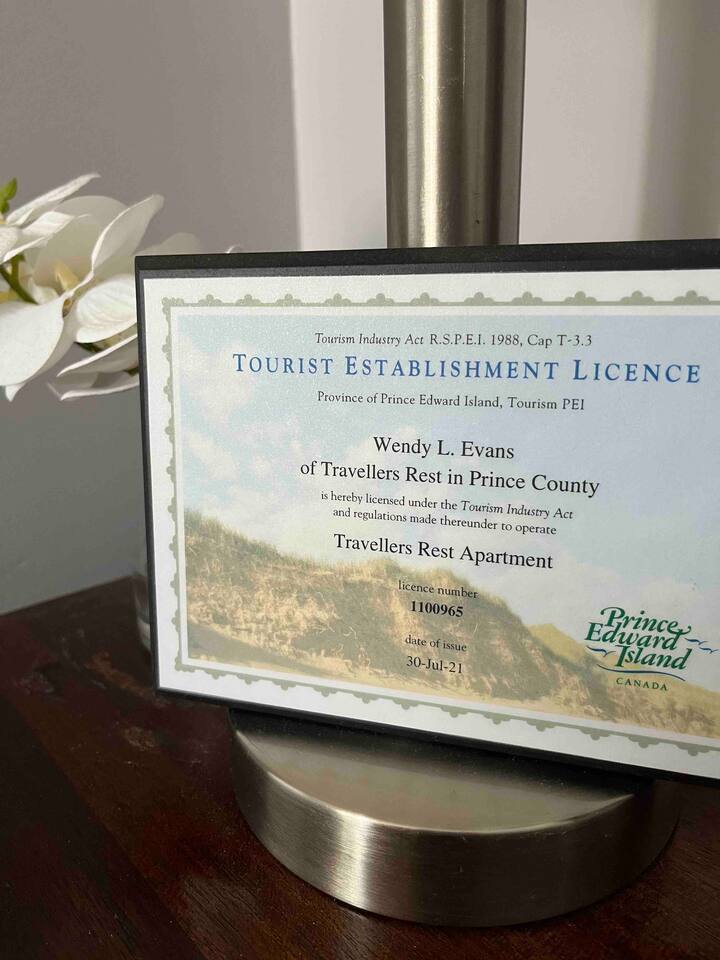 Tourism Industry Act R.S.P.E.I. 1988, Cap T-3.3
TOURIST ESTABLISHMENT LICENCE
Province of Prince Edward Island, Tourism PEI
Wendy L. Evans
of Travellers Rest in Prince County
is hereby licensed under the Tourism Industry Act
and regulations made thereunder to operate
Travellers Rest Apartment
licence number
1100965
date of issue
30-Jul-21
Prince
Edward
Island
CANADA